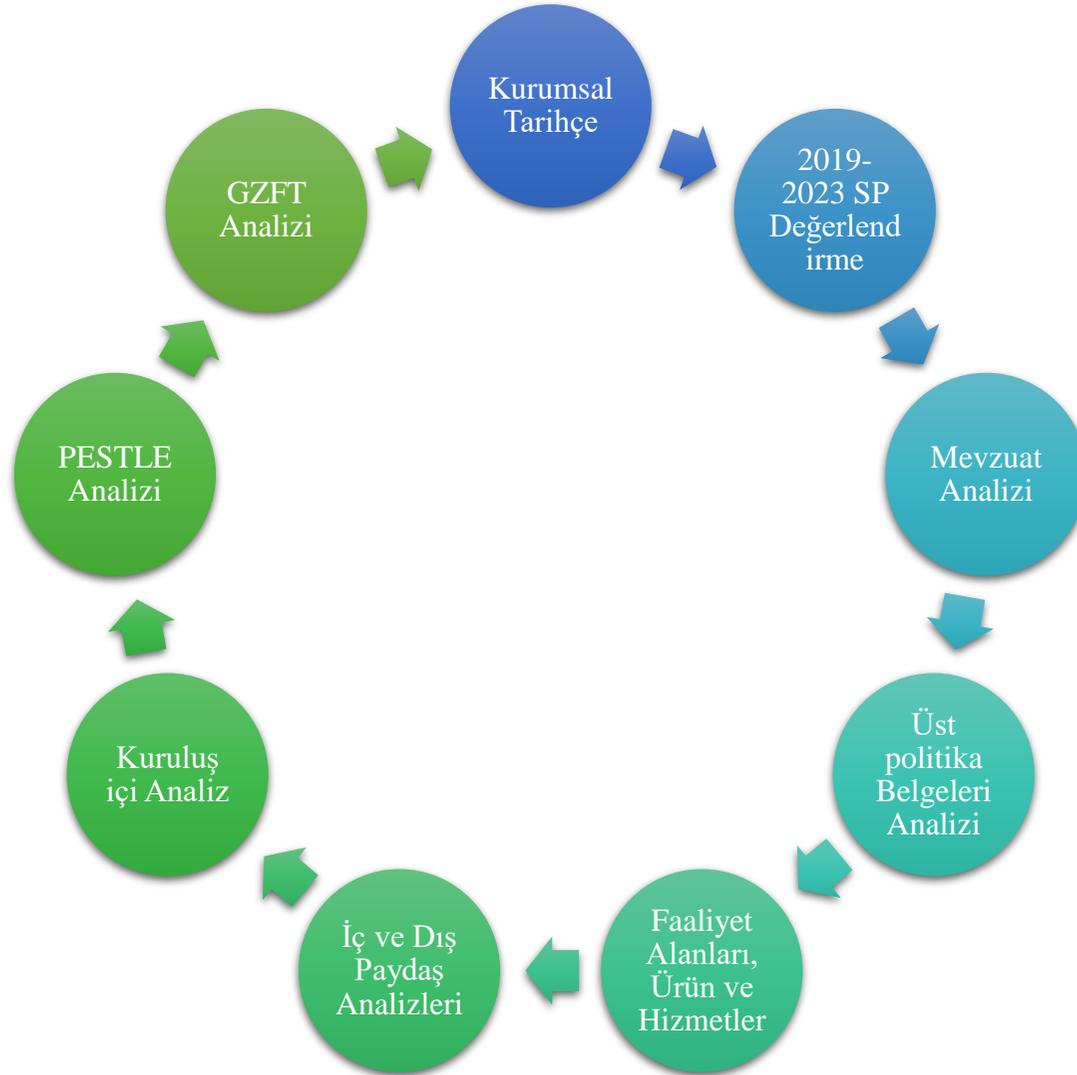 Kurumsal
Tarihçe
2019-
2023 SP
Değerlend
irme
Mevzuat
Analizi
Üst
politika
Belgeleri
Analizi
Faaliyet
Alanları,
Ürün ve
Hizmetler
İç ve Dış
Paydaş
Analizleri
Kuruluş
içi Analiz
PESTLE
Analizi
GZFT
Analizi